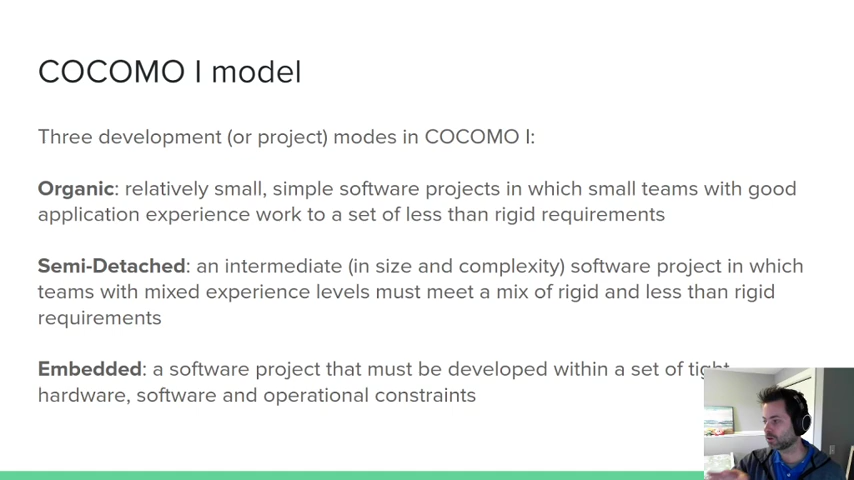 COCOMO I model
Three development (or project) modes in COCOMO I:
Organic: relatively small, simple software projects in which small teams with good
application experience work to a set of less than rigid requirements
Semi-Detached: an intermediate (in size and complexity) software project in which
teams with mixed experience levels must meet a mix of rigid and less than rigid
requirements
Embedded: a software project that must be developed within a set of tight
hardware, software and operational constraints